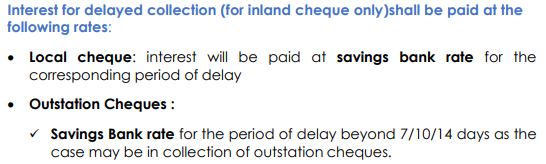 Interest for delayed collection (for inland cheque only)shall be paid at the
following rates:
• Local cheque: interest will be paid at savings bank rate for the
corresponding period of delay
• Outstation Cheques :
✓ Savings Bank rate for the period of delay beyond 7/10/14 days as the
case may be in collection of outstation cheques.